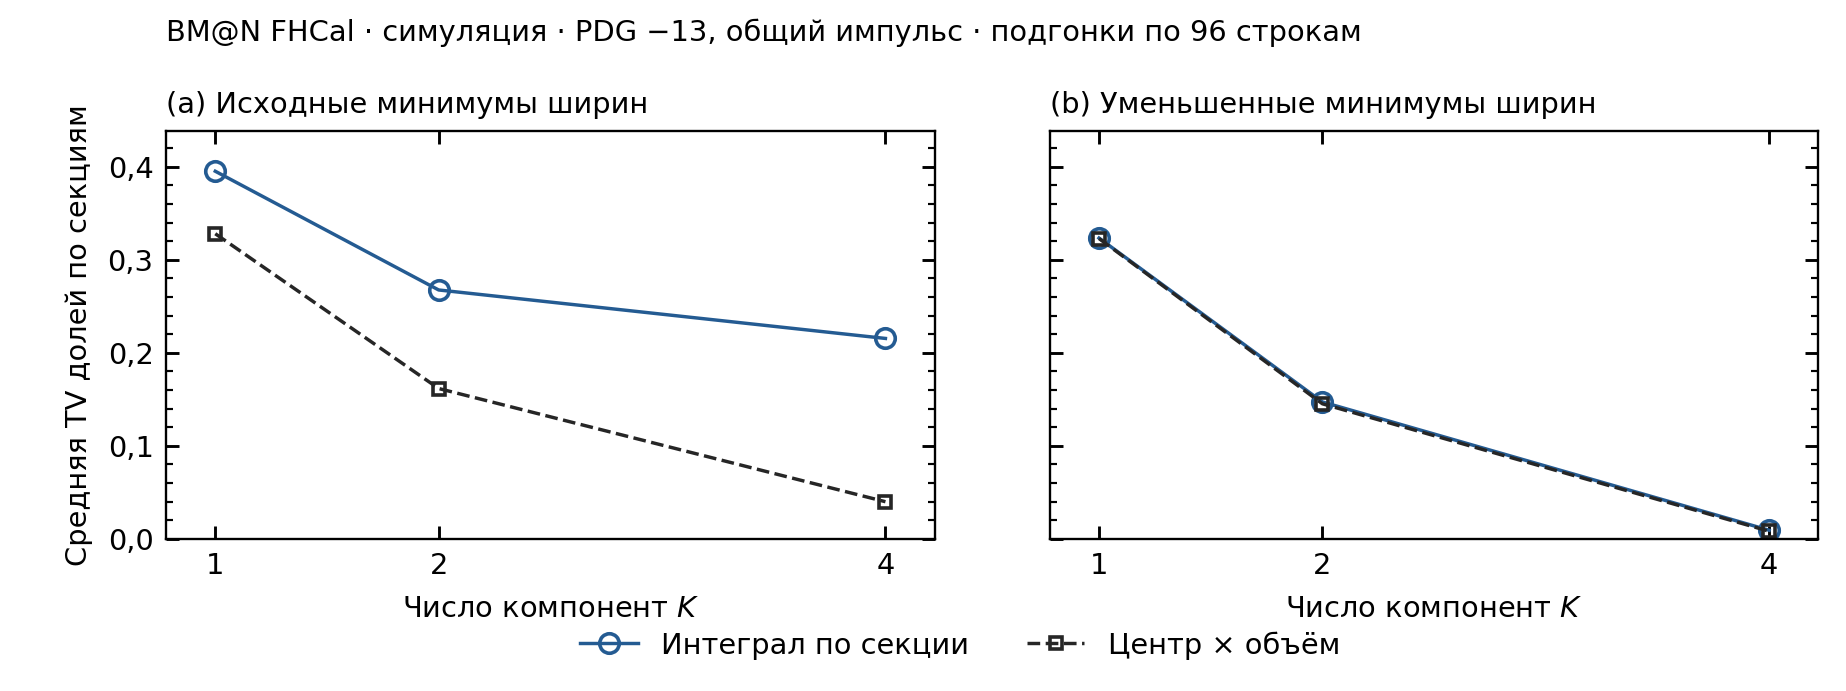 BM@N FHCal · симуляция · PDG −13, общий импульс · подгонки по 96 строкам
(a) Исходные минимумы ширин
(b) Уменьшенные минимумы ширин
Средняя TV долей по секциям
0,4
0,3
0,2
0,1
0,0
1 2 4
1 2 4
Число компонент K
Число компонент K
Интеграл по секции
Центр × объём